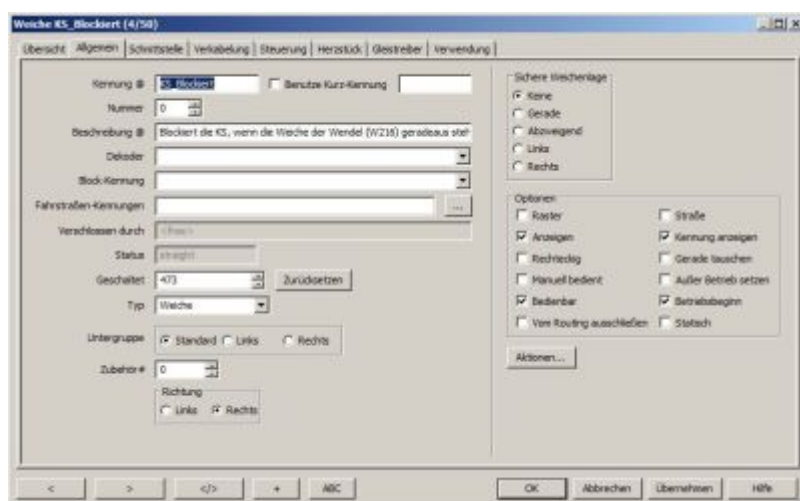 Weiche KS_Blockiert (4/50)
Übersicht Allgemein Schnittstelle Verkabelung Steuerung Herzstück Gleistreiber Verwendung
Kennung @ KS_Blockiert Benutze Kurz-Kennung
Nummer 0
Beschreibung @ Blockiert die KS, wenn die Weiche der Wendel (W216) geradeaus steh
Dekoder
Block-Kennung
Fahrstraßen-Kennungen ...
Verschlossen durch
Status straight
Geschaltet 473 Zurücksetzen
Typ Weiche
Untergruppe Standard Links Rechts
Zubehör# 0
Richtung
Links Rechts
Sichere Weichenlage
Keine
Gerade
Abzweigend
Links
Rechts
Optionen
Raster Straße
Anzeigen Kennung anzeigen
Rechteckig Gerade tauschen
Manuell bedient Außer Betrieb setzen
Bedienbar Betriebsbeginn
Vom Routing ausschließen Statisch
Aktionen...
< > </> + ABC OK Abbrechen Übernehmen Hilfe